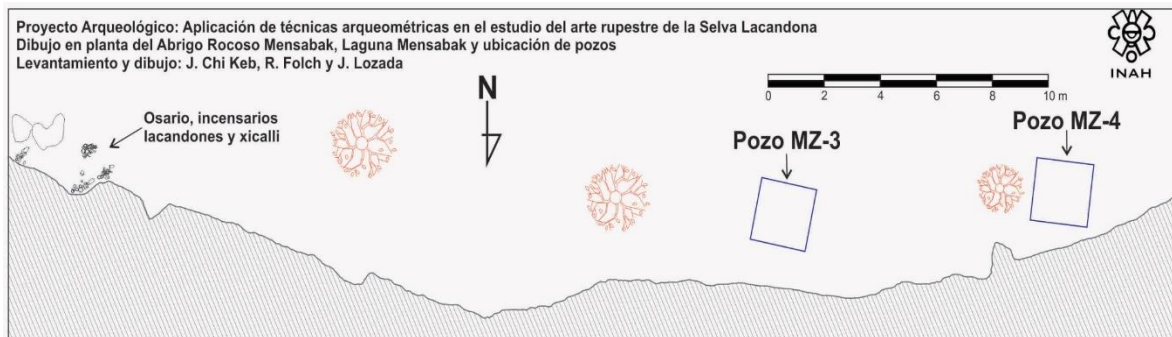 Proyecto Arqueológico: Aplicación de técnicas arqueométricas en el estudio del arte rupestre de la Selva Lacandona
Dibujo en planta del Abrigo Rocoso Mensabak, Laguna Mensabak y ubicación de pozos
Levantamiento y dibujo: J. Chi Keb, R. Folch y J. Lozada
INAH
N
0 2 4 6 8 10 m
Osario, incensarios
lacandones y xicalli
Pozo MZ-3
Pozo MZ-4